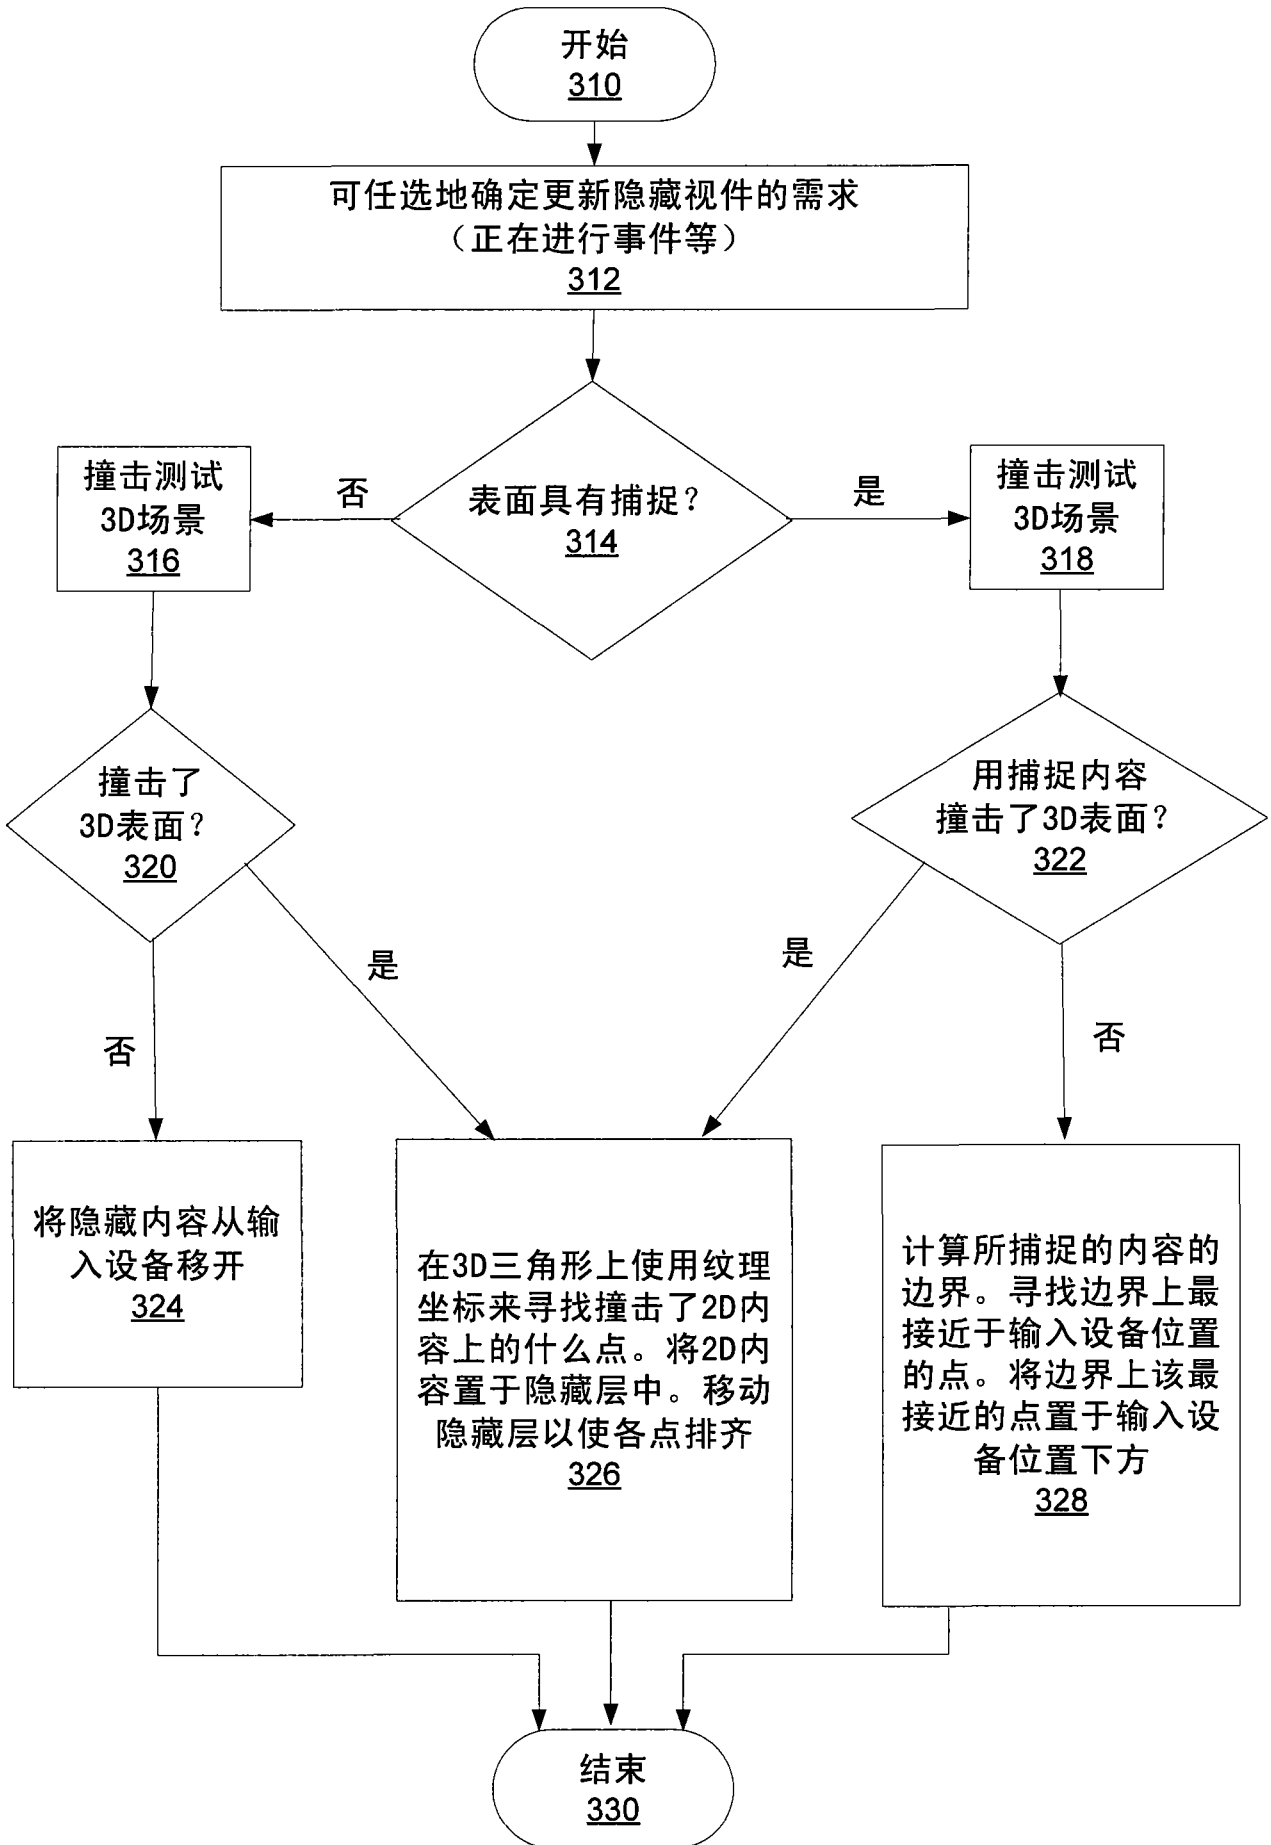 开始
310
可任选地确定更新隐藏视件的需求
（正在进行事件等）
312
表面具有捕捉？
314
否
是
撞击测试
3D场景
316
撞击测试
3D场景
318
撞击了
3D表面？
320
用捕捉内容
撞击了3D表面？
322
是
是
否
否
将隐藏内容从输
入设备移开
324
在3D三角形上使用纹理
坐标来寻找撞击了2D内
容上的什么点。将2D内
容置于隐藏层中。移动
隐藏层以使各点排齐
326
计算所捕捉的内容的
边界。寻找边界上最
接近于输入设备位置
的点。将边界上该最
接近的点置于输入设
备位置下方
328
结束
330